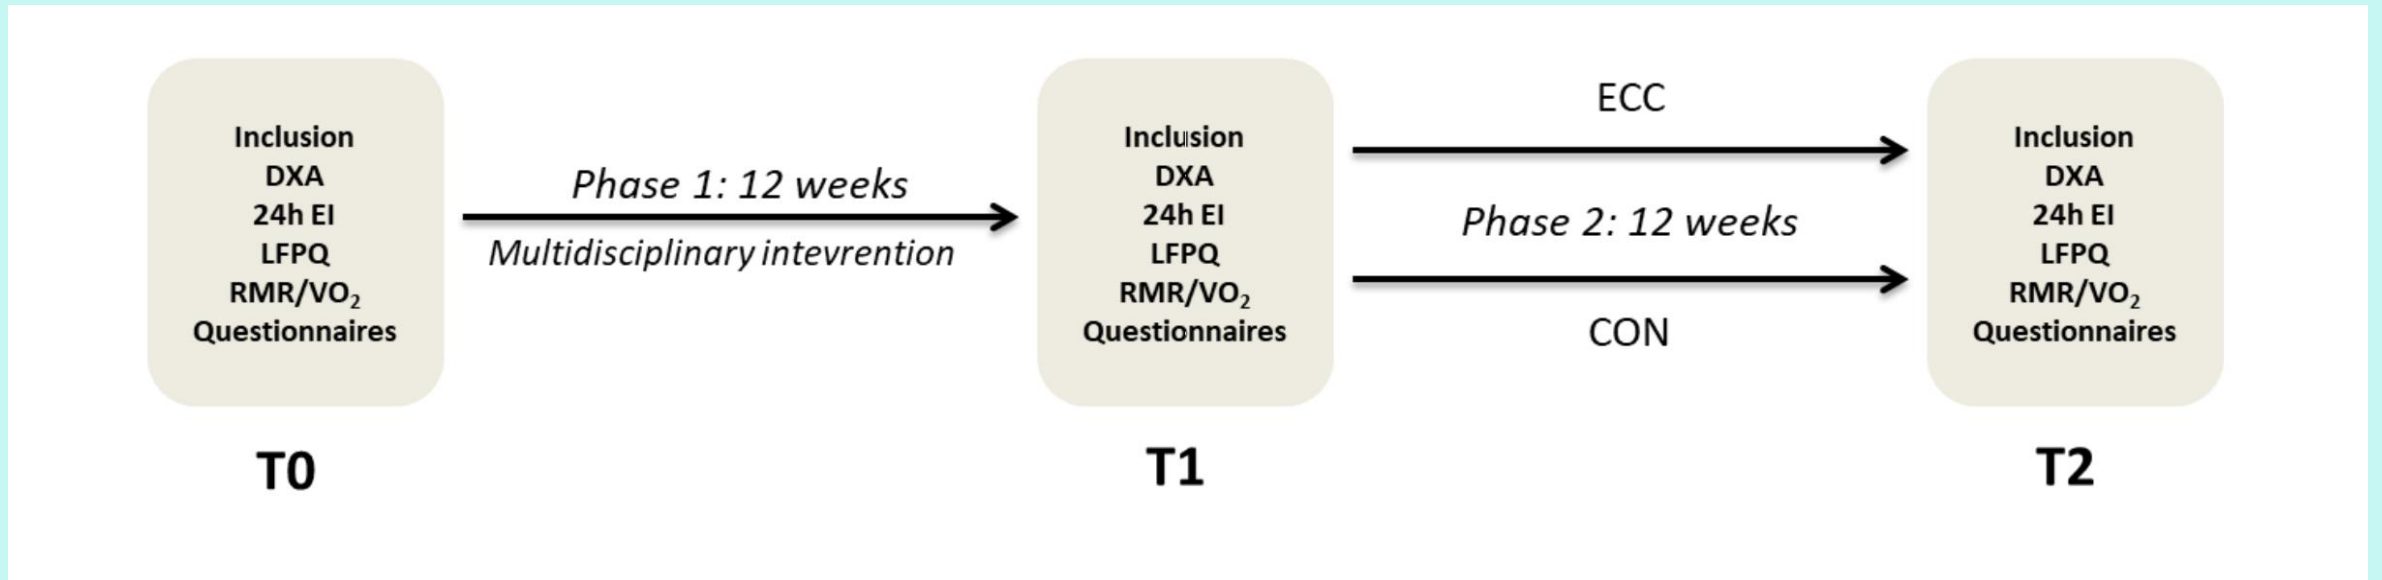 Inclusion
DXA
24h EI
LFPQ
RMR/VO₂
Questionnaires
T0
Phase 1: 12 weeks
Multidisciplinary intevrention
Inclusion
DXA
24h EI
LFPQ
RMR/VO₂
Questionnaires
T1
ECC
Phase 2: 12 weeks
CON
Inclusion
DXA
24h EI
LFPQ
RMR/VO₂
Questionnaires
T2